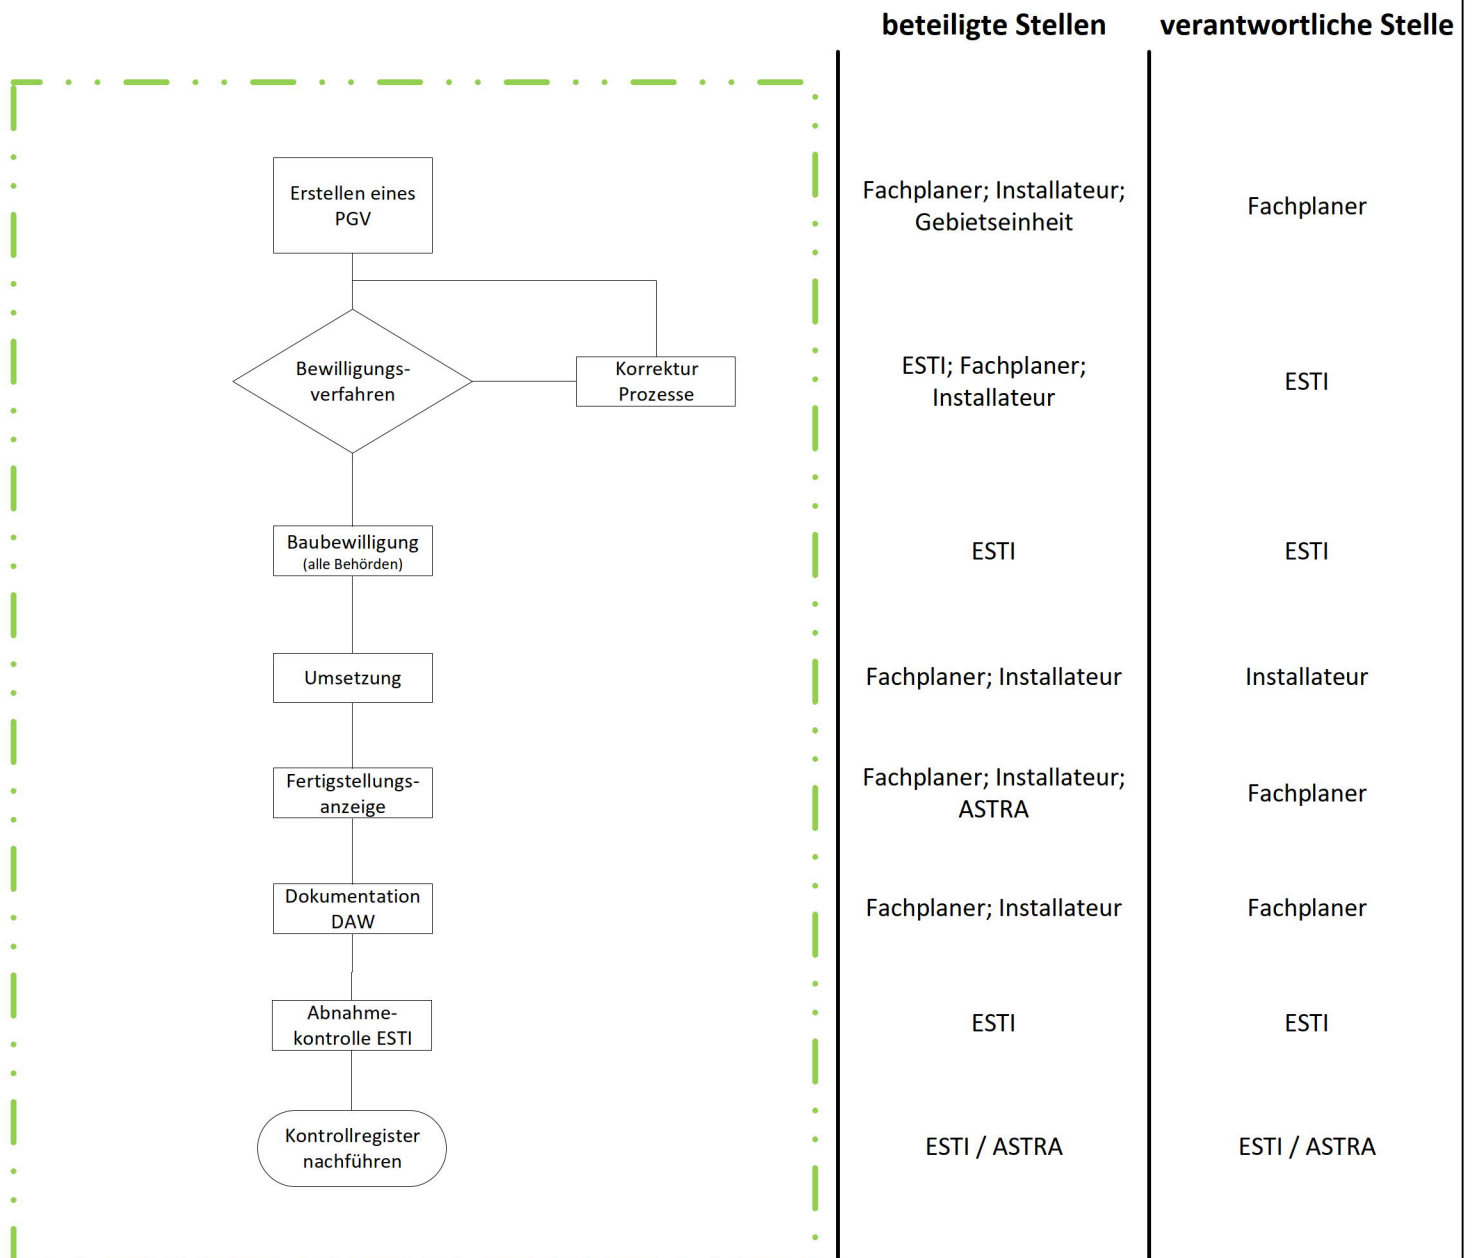 beteiligte Stellen
verantwortliche Stelle
Erstellen eines
PGV
Fachplaner; Installateur;
Gebietseinheit
Fachplaner
Bewilligungs-
verfahren
Korrektur
Prozesse
ESTI; Fachplaner;
Installateur
ESTI
Baubewilligung
(alle Behörden)
ESTI
ESTI
Umsetzung
Fachplaner; Installateur
Installateur
Fertigstellungs-
anzeige
Fachplaner; Installateur;
ASTRA
Fachplaner
Dokumentation
DAW
Fachplaner; Installateur
Fachplaner
Abnahme-
kontrolle ESTI
ESTI
ESTI
Kontrollregister
nachführen
ESTI / ASTRA
ESTI / ASTRA